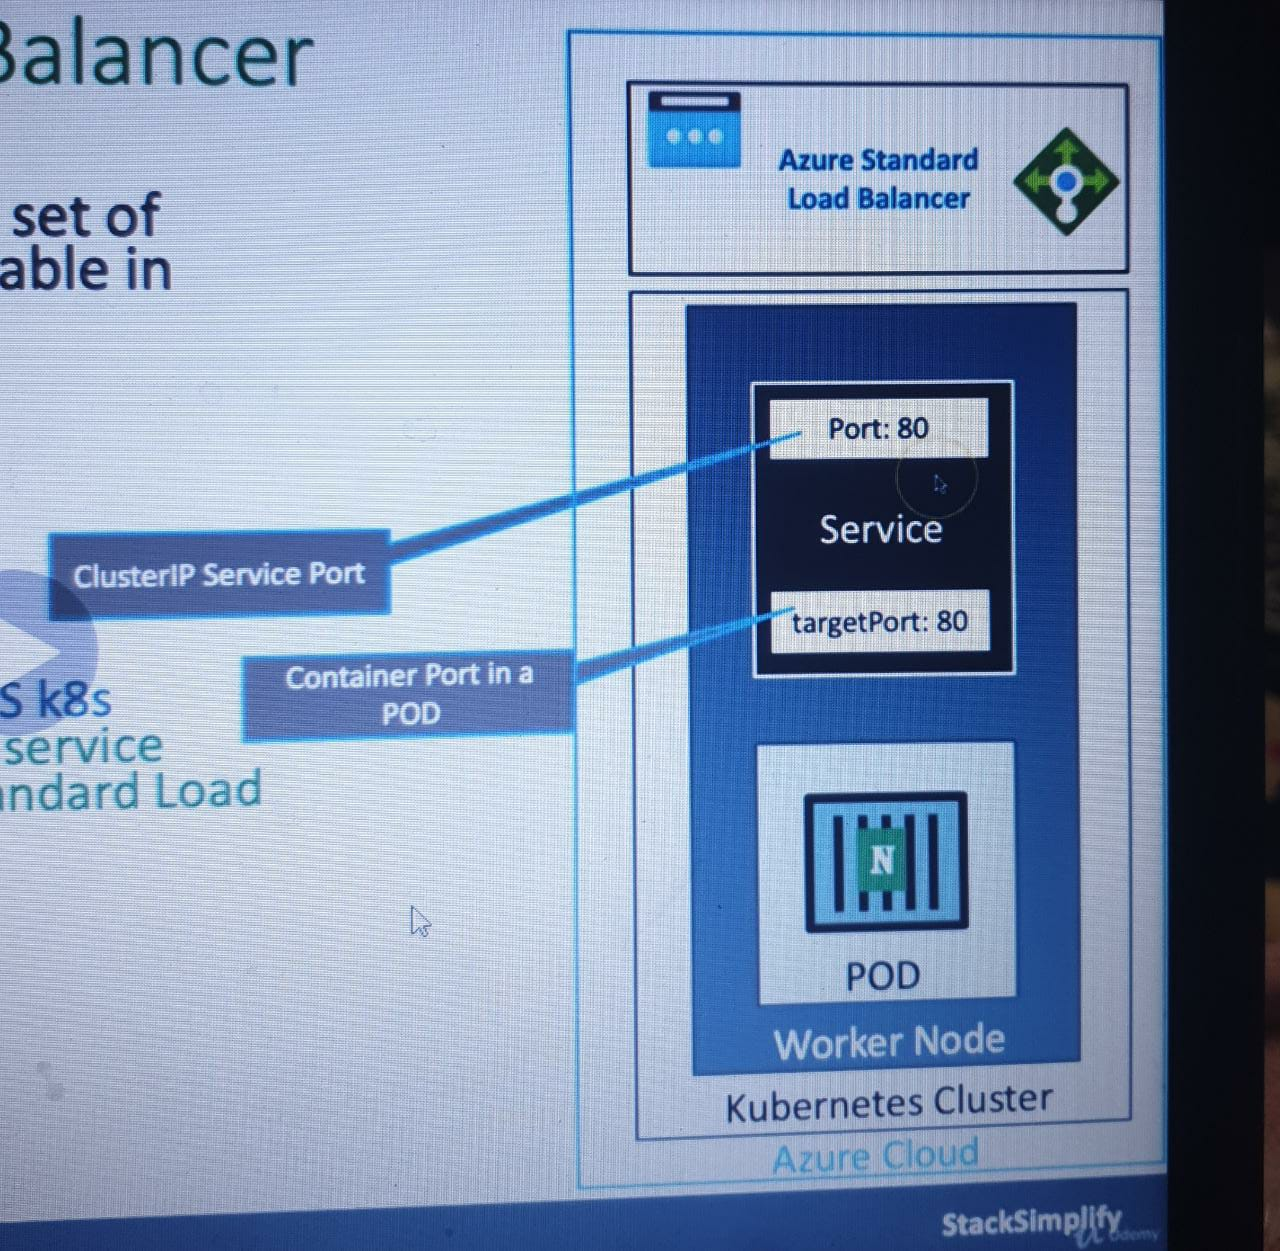 Balancer
set of
able in
S k8s
service
ndard Load
ClusterIP Service Port
Container Port in a
POD
Azure Standard
Load Balancer
Port: 80
Service
targetPort: 80
N
POD
Worker Node
Kubernetes Cluster
Azure Cloud
StackSimplify
udemy